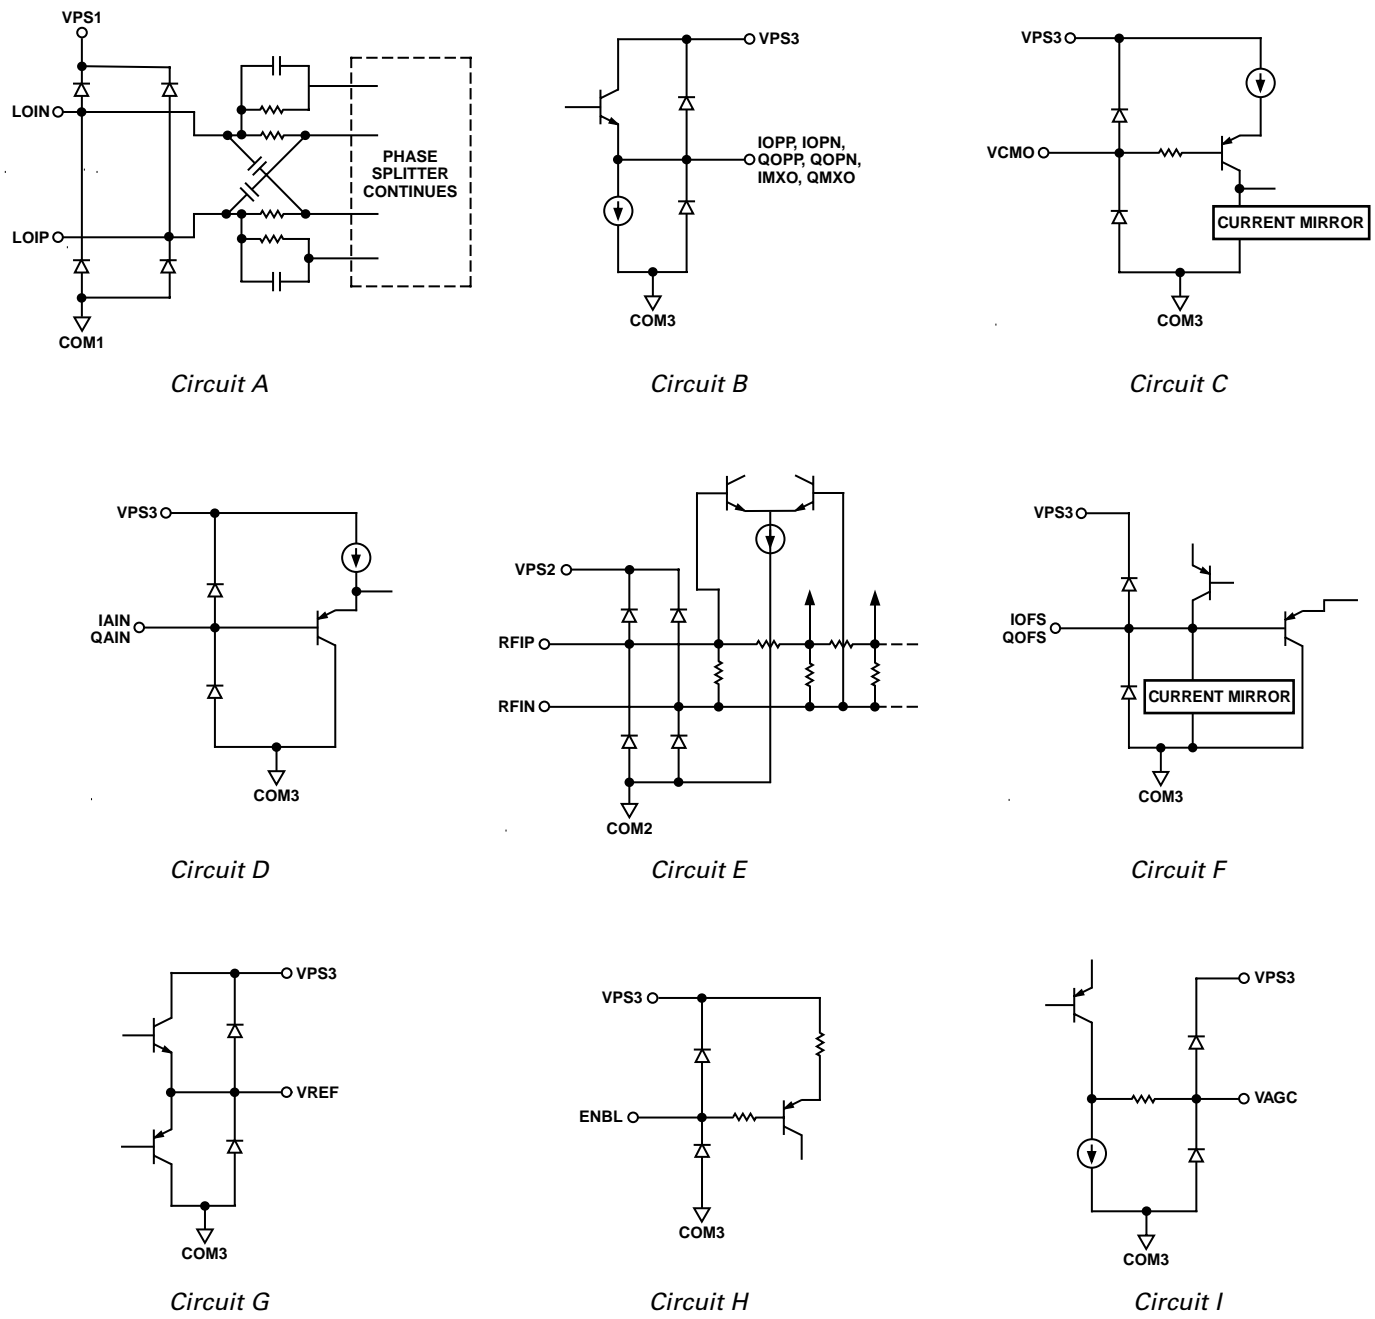 VPS1
LOIN
LOIP
PHASE
SPLITTER
CONTINUES
COM1
Circuit A
VPS3
IOPP, IOPN,
QOPP, QOPN,
IMXO, QMXO
COM3
Circuit B
VPS3
VCMO
CURRENT MIRROR
COM3
Circuit C
VPS3
IAIN
QAIN
COM3
Circuit D
VPS2
RFIP
RFIN
COM2
Circuit E
VPS3
IOFS
QOFS
CURRENT MIRROR
COM3
Circuit F
VPS3
VREF
COM3
Circuit G
VPS3
ENBL
COM3
Circuit H
VPS3
VAGC
COM3
Circuit I